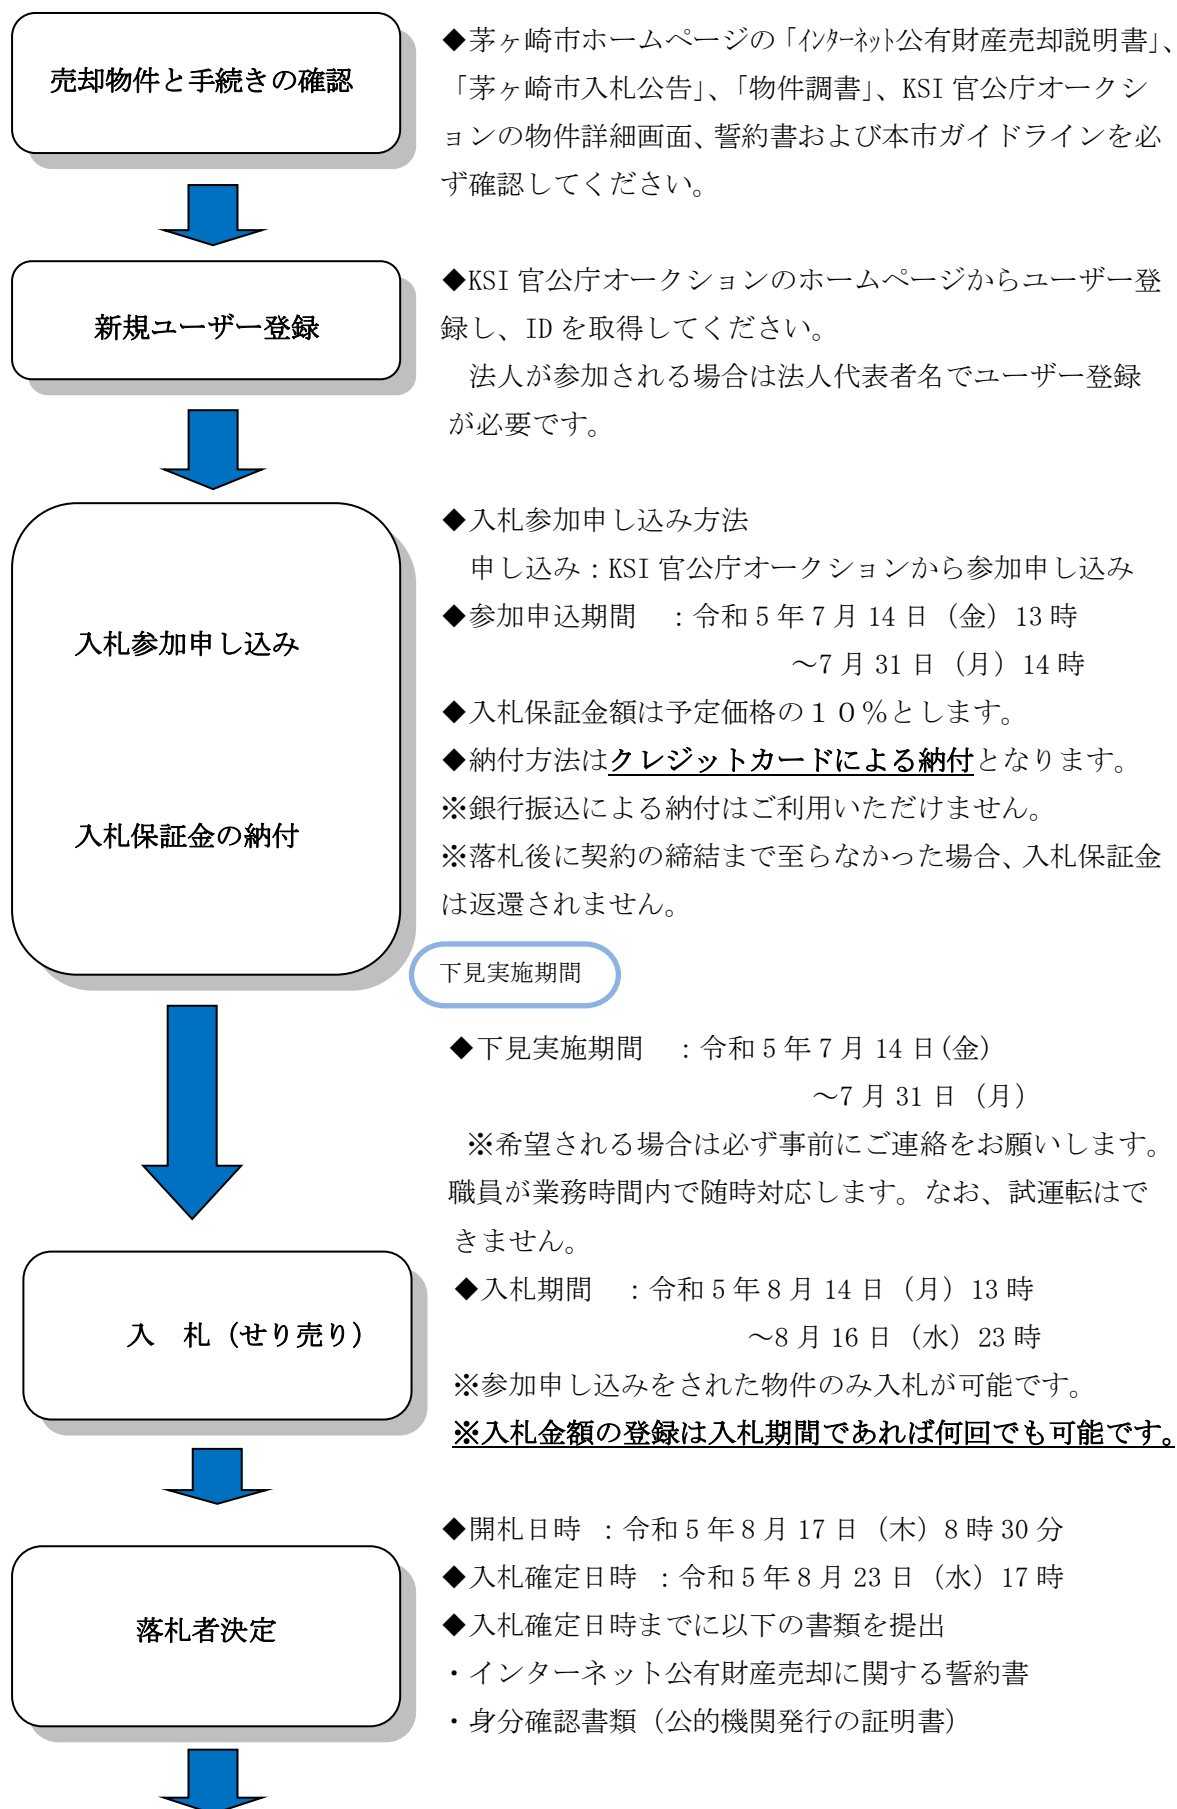 売却物件と手続きの確認
◆茅ヶ崎市ホームページの「ｲﾝﾀｰﾈｯﾄ公有財産売却説明書」、
「茅ヶ崎市入札公告」、「物件調書」、KSI 官公庁オークシ
ョンの物件詳細画面、誓約書および本市ガイドラインを必
ず確認してください。
新規ユーザー登録
◆KSI 官公庁オークションのホームページからユーザー登
録し、ID を取得してください。
法人が参加される場合は法人代表者名でユーザー登録
が必要です。
入札参加申し込み
入札保証金の納付
◆入札参加申し込み方法
申し込み：KSI 官公庁オークションから参加申し込み
◆参加申込期間　：令和 5 年 7 月 14 日（金）13 時
～7 月 31 日（月）14 時
◆入札保証金額は予定価格の１０％とします。
◆納付方法はクレジットカードによる納付となります。
※銀行振込による納付はご利用いただけません。
※落札後に契約の締結まで至らなかった場合、入札保証金
は返還されません。
下見実施期間
◆下見実施期間　：令和 5 年 7 月 14 日(金)
～7 月 31 日（月）
※希望される場合は必ず事前にご連絡をお願いします。
職員が業務時間内で随時対応します。なお、試運転はで
きません。
入　札（せり売り）
◆入札期間　：令和 5 年 8 月 14 日（月）13 時
～8 月 16 日（水）23 時
※参加申し込みをされた物件のみ入札が可能です。
※入札金額の登録は入札期間であれば何回でも可能です。
落札者決定
◆開札日時 ：令和 5 年 8 月 17 日（木）8 時 30 分
◆入札確定日時 ：令和 5 年 8 月 23 日（水）17 時
◆入札確定日時までに以下の書類を提出
・インターネット公有財産売却に関する誓約書
・身分確認書類（公的機関発行の証明書）